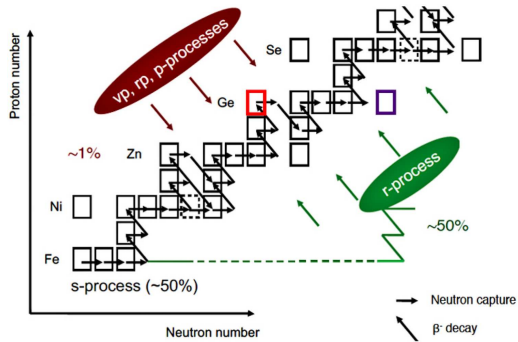 Proton number
νp, rp, p-processes
Se
Ge
~1%
Zn
r-process
Ni
~50%
Fe
s-process (~50%)
Neutron capture
Neutron number
β⁻ decay